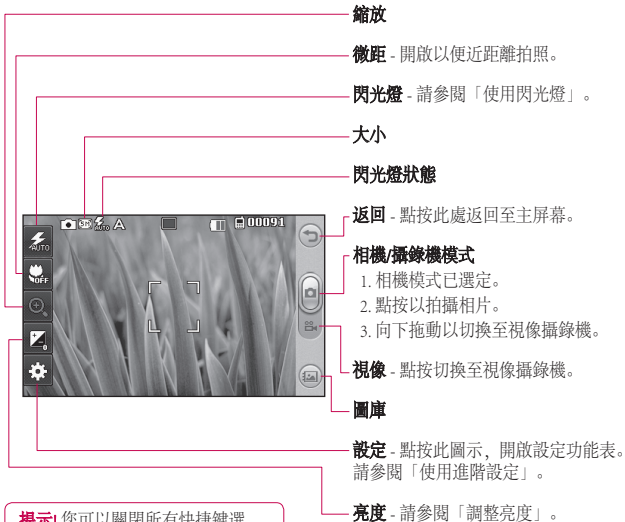 縮放
微距 - 開啟以便近距離拍照。
閃光燈 - 請參閱「使用閃光燈」。
大小
閃光燈狀態
返回 - 點按此處返回至主屏幕。
相機/攝錄機模式
1. 相機模式已選定。
2. 點按以拍攝相片。
3. 向下拖動以切換至視像攝錄機。
視像 - 點按切換至視像攝錄機。
圖庫
設定 - 點按此圖示，開啟設定功能表。
請參閱「使用進階設定」。
亮度 - 請參閱「調整亮度」。
5M AUTO A 00091
AUTO
OFF
0
提示! 您可以關閉所有快捷鍵選